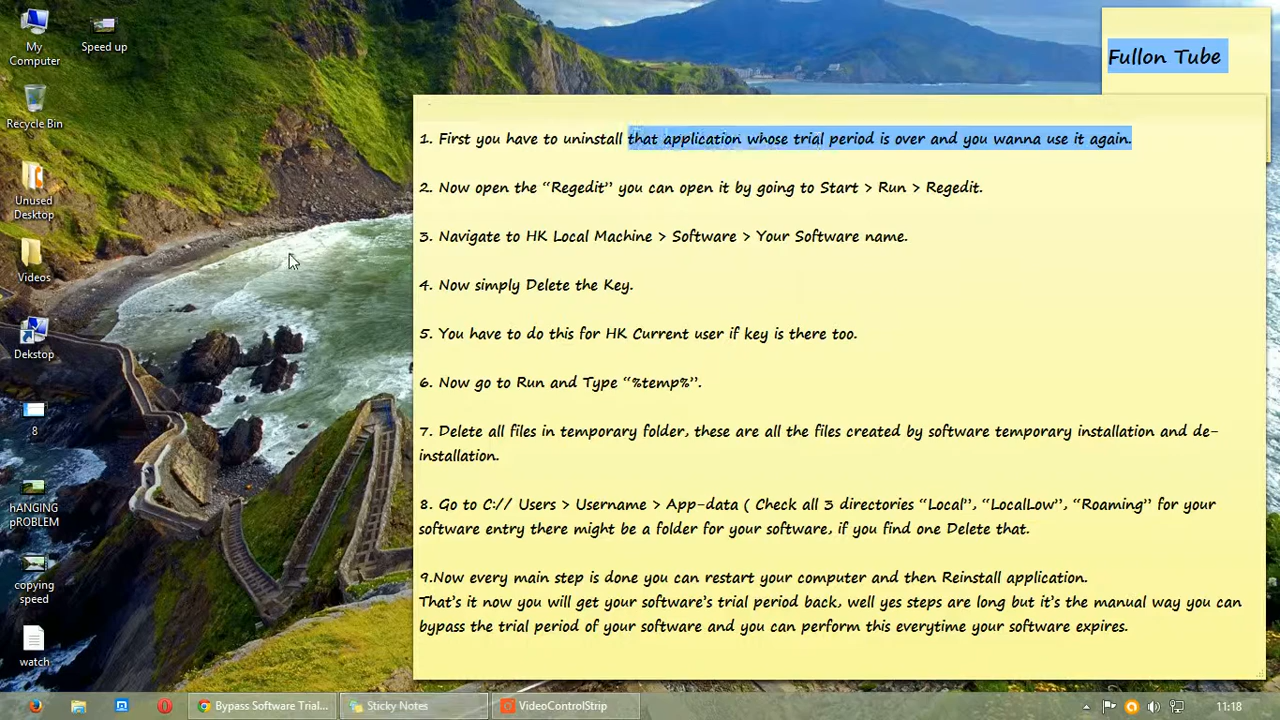 My Computer
Speed up
Recycle Bin
Unused Desktop
Videos
Dekstop
8
hANGING pROBLEM
copying speed
watch
Fullon Tube
1. First you have to uninstall that application whose trial period is over and you wanna use it again.
2. Now open the “Regedit” you can open it by going to Start > Run > Regedit.
3. Navigate to HK Local Machine > Software > Your Software name.
4. Now simply Delete the Key.
5. You have to do this for HK Current user if key is there too.
6. Now go to Run and Type “%temp%”.
7. Delete all files in temporary folder, these are all the files created by software temporary installation and de-
installation.
8. Go to C:// Users > Username > App-data ( Check all 3 directories “Local”, “LocalLow”, “Roaming” for your
software entry there might be a folder for your software, if you find one Delete that.
9.Now every main step is done you can restart your computer and then Reinstall application.
That’s it now you will get your software’s trial period back, well yes steps are long but it’s the manual way you can
bypass the trial period of your software and you can perform this everytime your software expires.
Bypass Software Trial...
Sticky Notes
VideoControlStrip
11:18